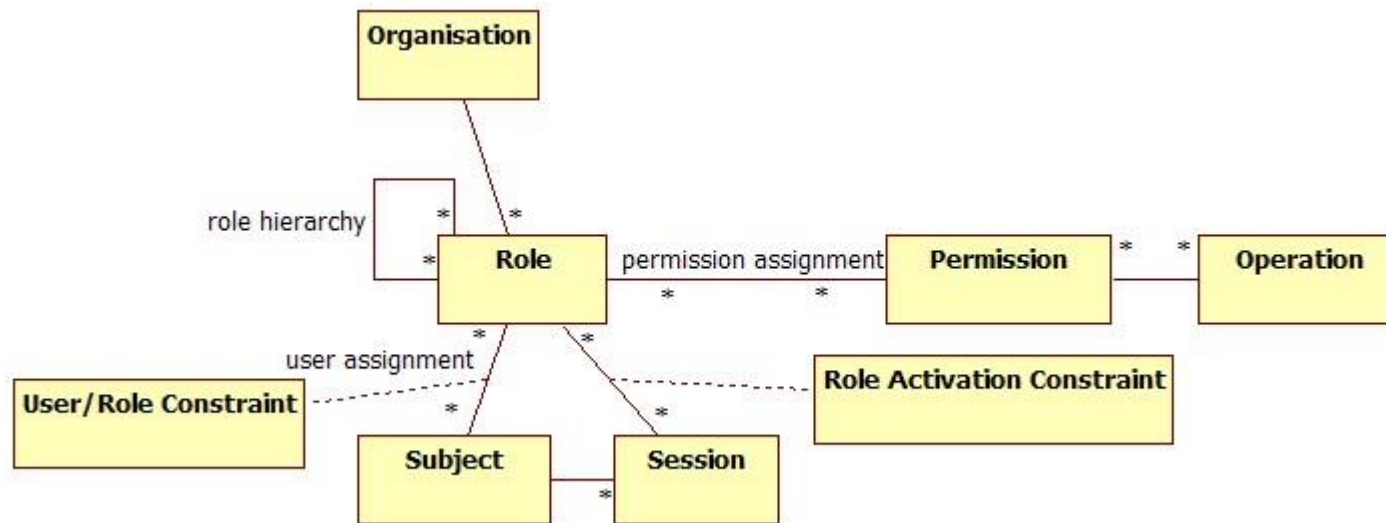 Organisation
role hierarchy
*
*
*
Role
permission assignment
Permission
*
*
Operation
*
*
*
*
user assignment
User/Role Constraint
Role Activation Constraint
*
*
Subject
Session
*